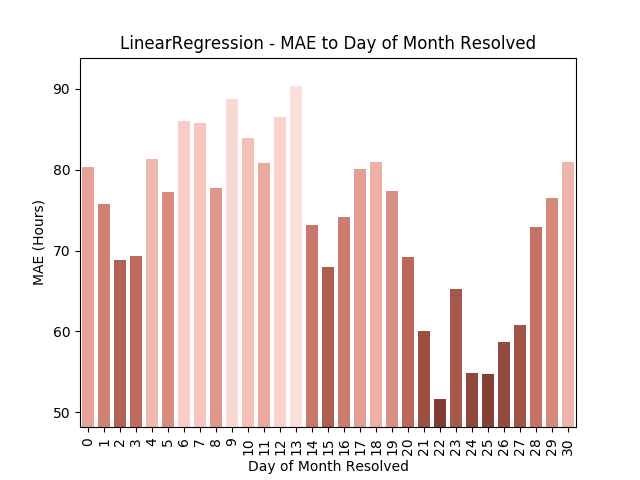 LinearRegression - MAE to Day of Month Resolved
MAE (Hours)
90
80
70
60
50
0 1 2 3 4 5 6 7 8 9 10 11 12 13 14 15 16 17 18 19 20 21 22 23 24 25 26 27 28 29 30
Day of Month Resolved